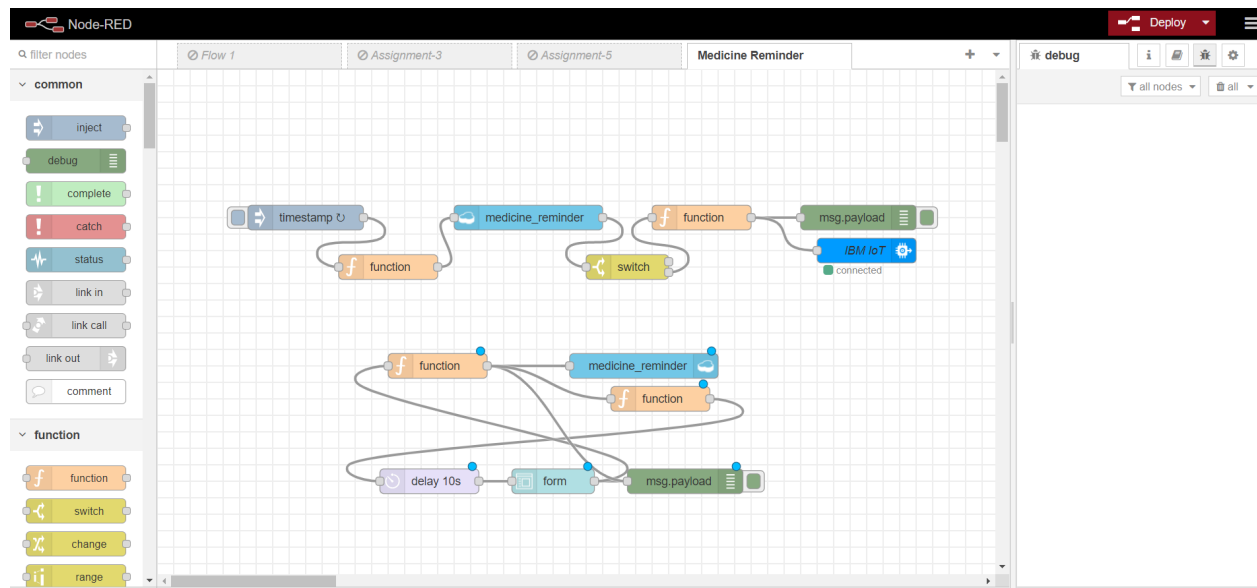 Node-RED
Deploy
filter nodes
Flow 1
Assignment-3
Assignment-5
Medicine Reminder
debug
i
all nodes
all
common
inject
debug
complete
catch
status
link in
link call
link out
comment
function
function
switch
change
range
timestamp ↻
medicine_reminder
function
msg.payload
function
switch
IBM IoT
connected
function
medicine_reminder
function
delay 10s
form
msg.payload